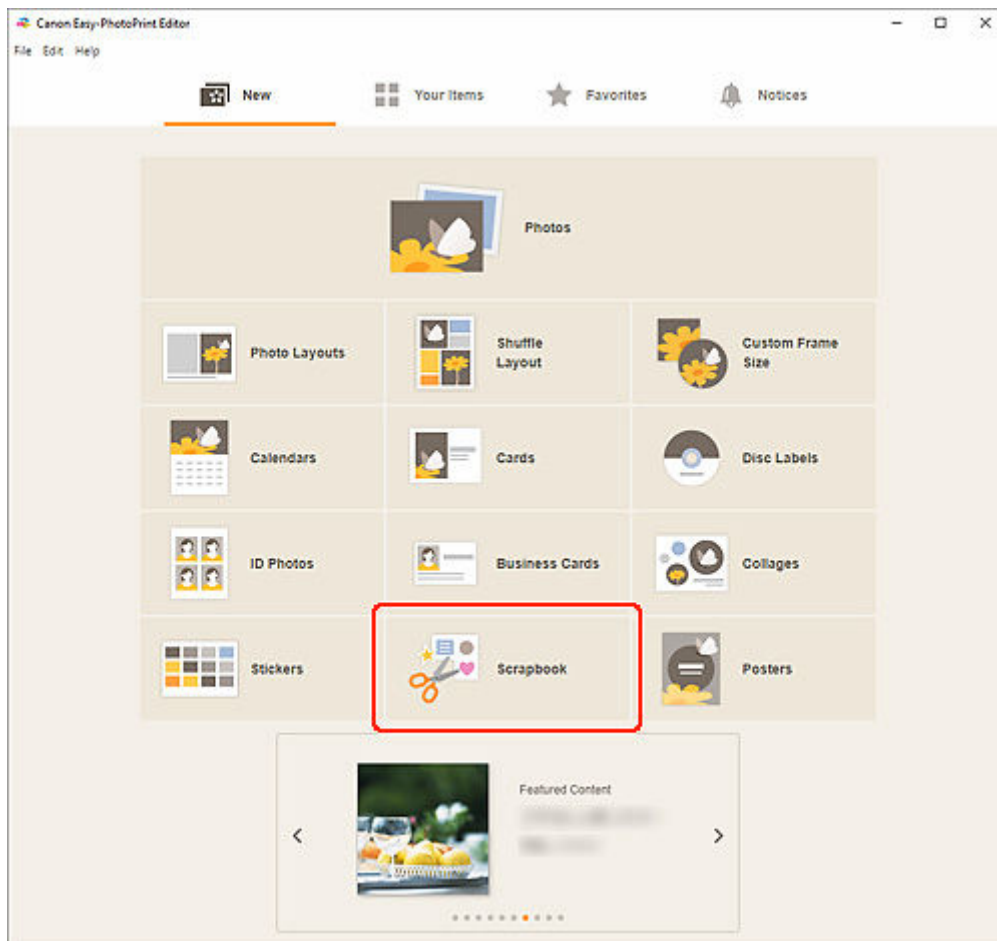 Canon Easy-PhotoPrint Editor
File Edit Help
New Your Items Favorites Notices
Photos
Photo Layouts
Shuffle
Layout
Custom Frame
Size
Calendars
Cards
Disc Labels
ID Photos
Business Cards
Collages
Stickers
Scrapbook
Posters
Featured Content